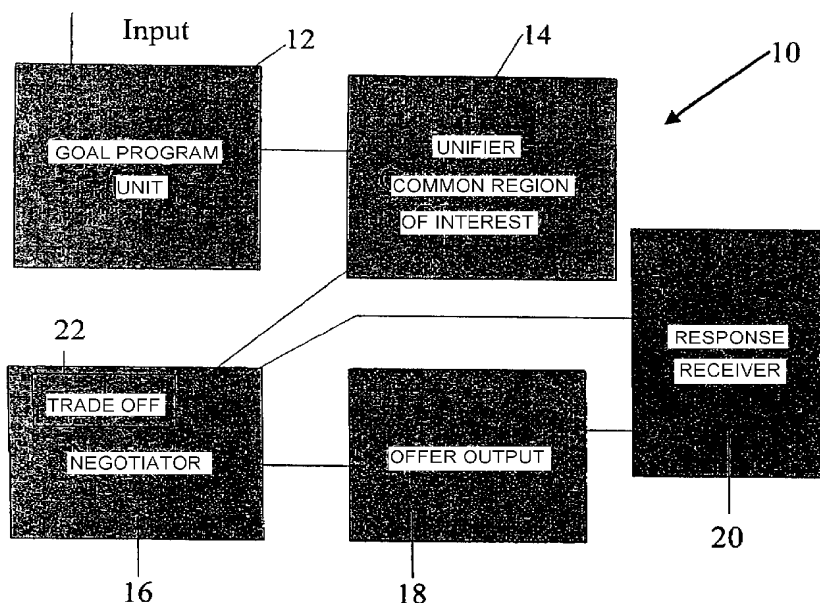 Input
12
14
10
GOAL PROGRAM
UNIT
UNIFIER
COMMON REGION
OF INTEREST
22
TRADE OFF
NEGOTIATOR
OFFER OUTPUT
RESPONSE
RECEIVER
16
18
20